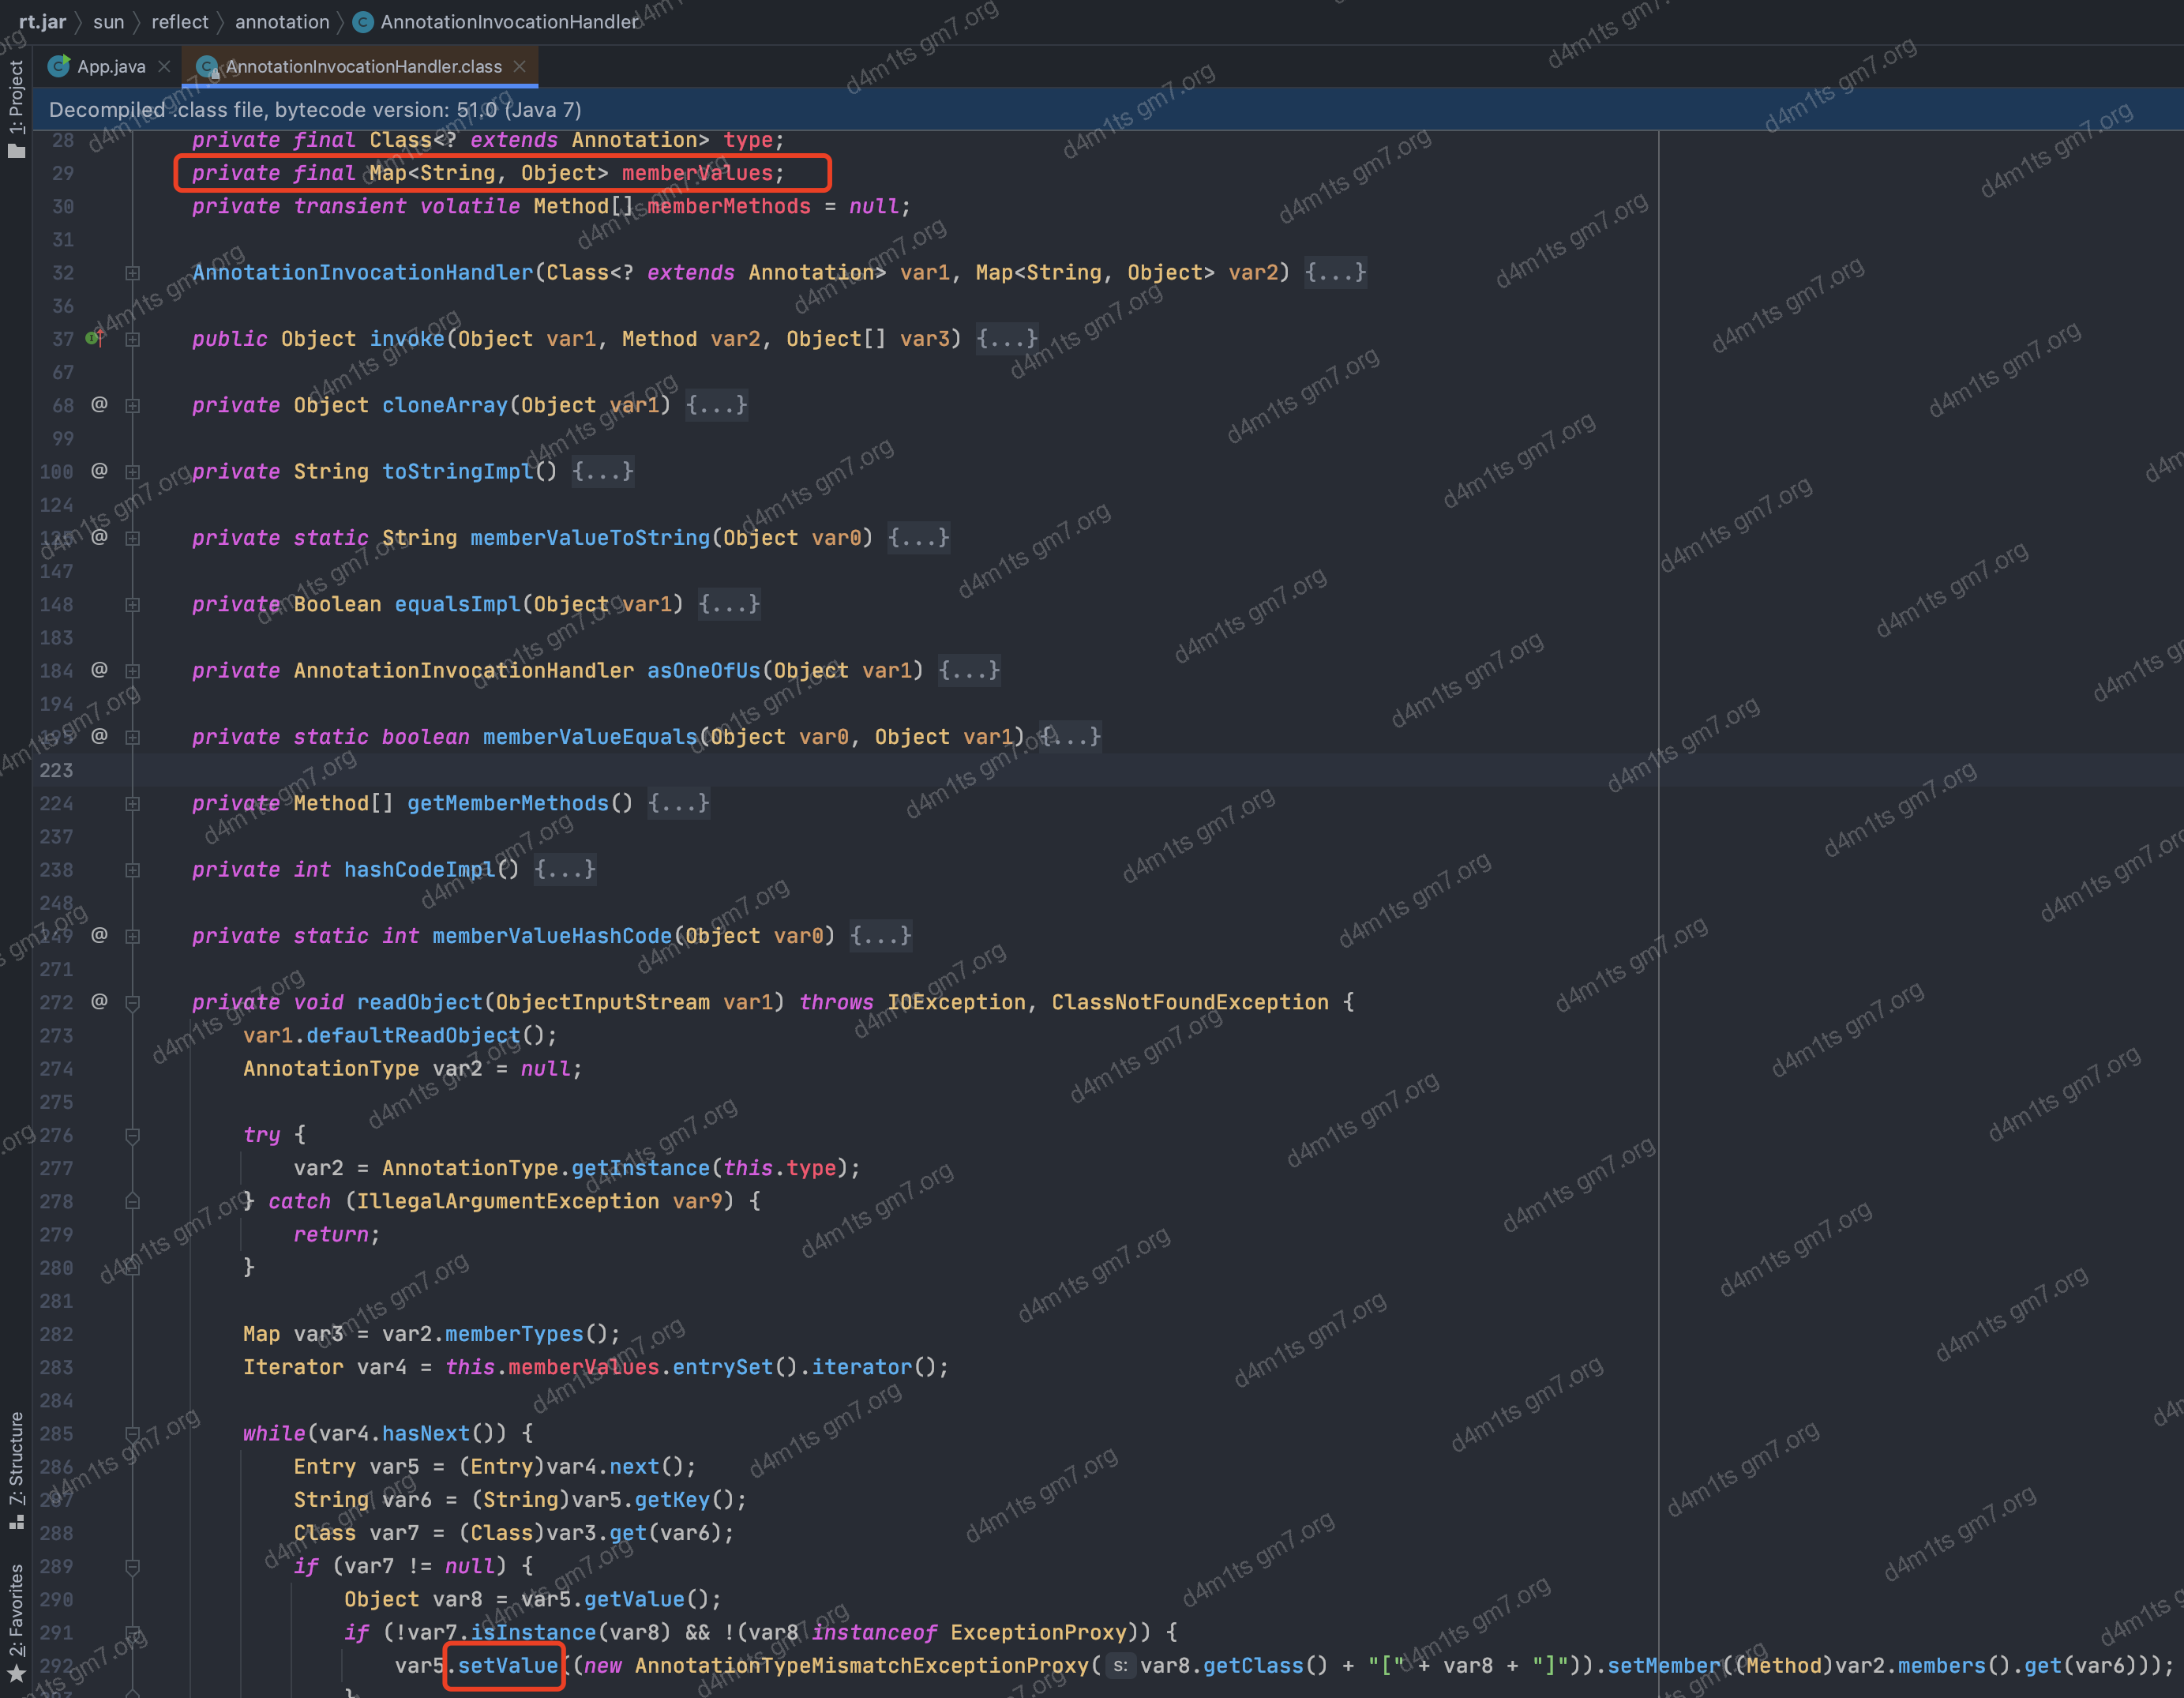 rt.jar 〉 sun 〉 reflect 〉 annotation 〉 AnnotationInvocationHandler
App.java × AnnotationInvocationHandler.class ×
Decompiled .class file, bytecode version: 51.0 (Java 7)
1: Project
28 private final Class<? extends Annotation> type;
29 private final Map<String, Object> memberValues;
30 private transient volatile Method[] memberMethods = null;
31
32 AnnotationInvocationHandler(Class<? extends Annotation> var1, Map<String, Object> var2) {...}
36
37 public Object invoke(Object var1, Method var2, Object[] var3) {...}
67
68 @ private Object cloneArray(Object var1) {...}
99
100 @ private String toStringImpl() {...}
124
125 @ private static String memberValueToString(Object var0) {...}
147
148 private Boolean equalsImpl(Object var1) {...}
183
184 @ private AnnotationInvocationHandler asOneOfUs(Object var1) {...}
194
195 @ private static boolean memberValueEquals(Object var0, Object var1) {...}
223
224 private Method[] getMemberMethods() {...}
237
238 private int hashCodeImpl() {...}
248
249 @ private static int memberValueHashCode(Object var0) {...}
271
272 @ private void readObject(ObjectInputStream var1) throws IOException, ClassNotFoundException {
273 var1.defaultReadObject();
274 AnnotationType var2 = null;
275
276 try {
277 var2 = AnnotationType.getInstance(this.type);
278 } catch (IllegalArgumentException var9) {
279 return;
280 }
281
282 Map var3 = var2.memberTypes();
283 Iterator var4 = this.memberValues.entrySet().iterator();
284
285 while(var4.hasNext()) {
286 Entry var5 = (Entry)var4.next();
287 String var6 = (String)var5.getKey();
288 Class var7 = (Class)var3.get(var6);
289 if (var7 != null) {
290 Object var8 = var5.getValue();
291 if (!var7.isInstance(var8) && !(var8 instanceof ExceptionProxy)) {
292 var5.setValue((new AnnotationTypeMismatchExceptionProxy( s: var8.getClass() + "[" + var8 + "]")).setMember((Method)var2.members().get(var6)));
}
7: Structure
2: Favorites
d4m1ts gm7.org